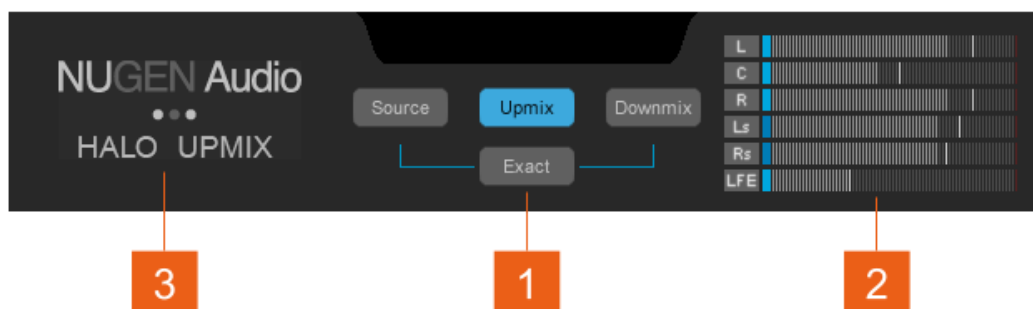 NUGEN Audio
HALO UPMIX
Source
Upmix
Downmix
Exact
L
C
R
Ls
Rs
LFE
3
1
2